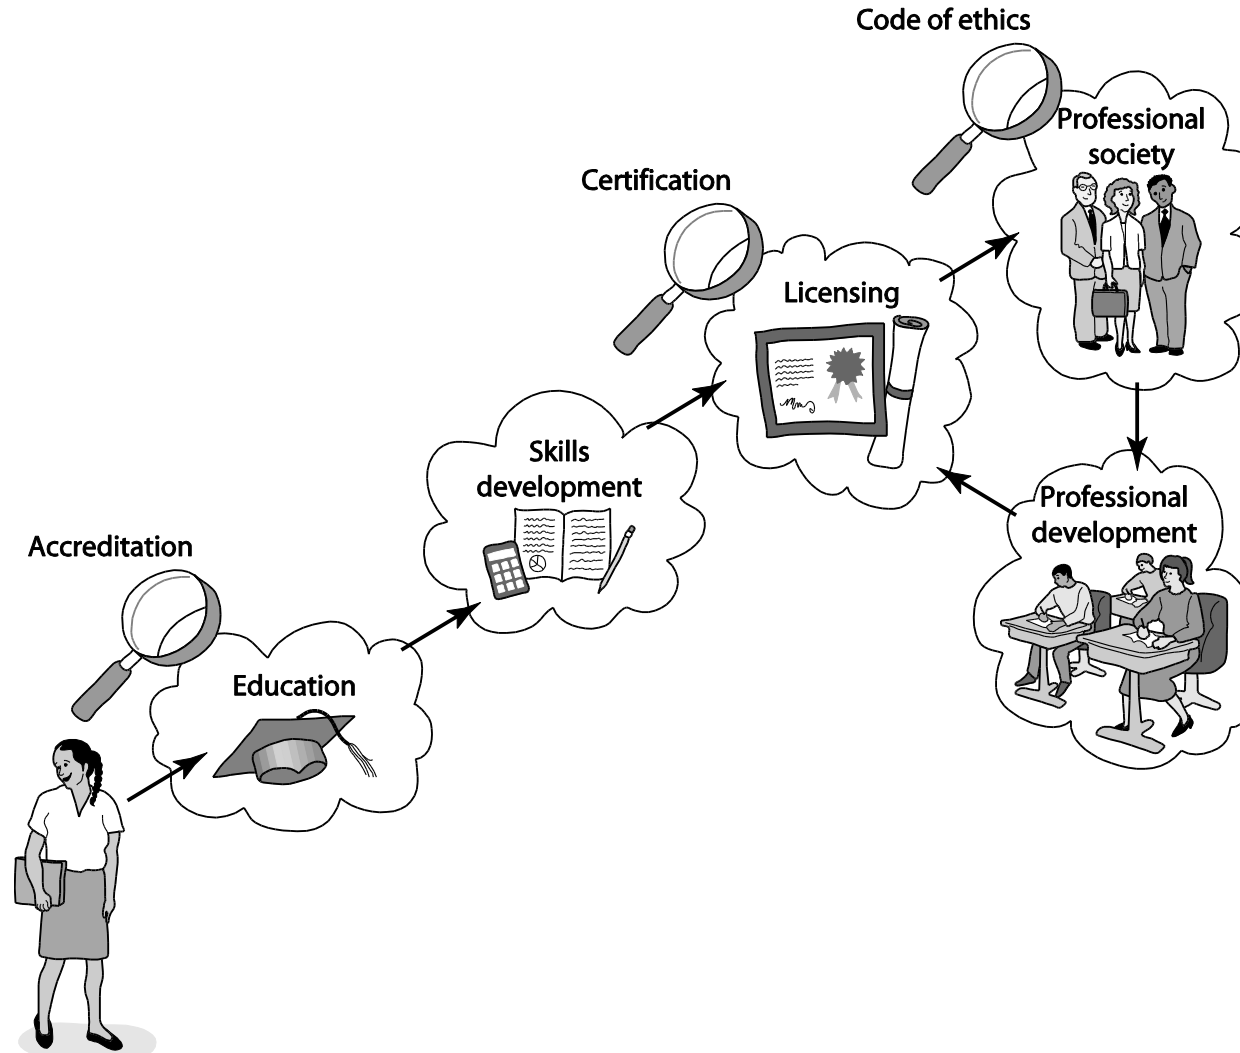 Code of ethics
Professional
society
Certification
Licensing
Skills
development
Professional
development
Accreditation
Education